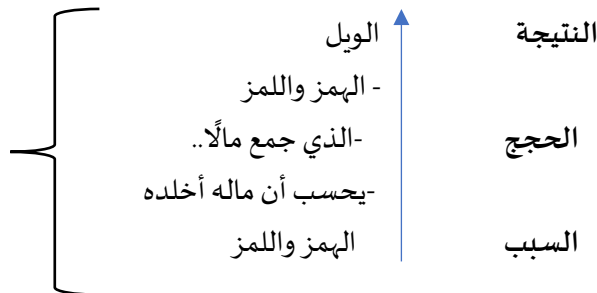 النتيجة الويل
- الهمز واللمز
الحجج -الذي جمع مالًا..
-يحسب أن ماله أخلده
السبب الهمز واللمز